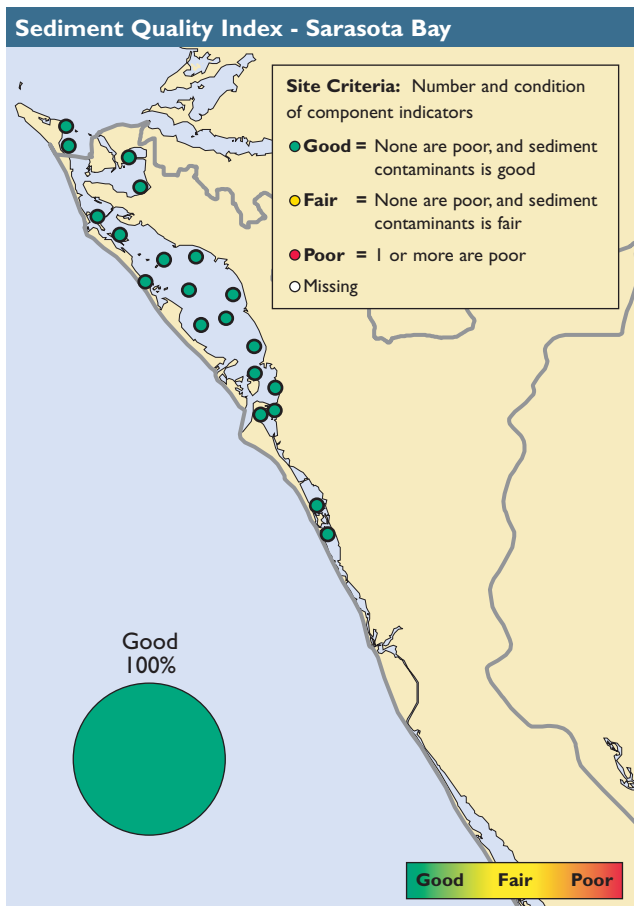 Sediment Quality Index - Sarasota Bay
Site Criteria: Number and condition
of component indicators
Good = None are poor, and sediment
contaminants is good
Fair = None are poor, and sediment
contaminants is fair
Poor = 1 or more are poor
Missing
Good
100%
Good Fair Poor